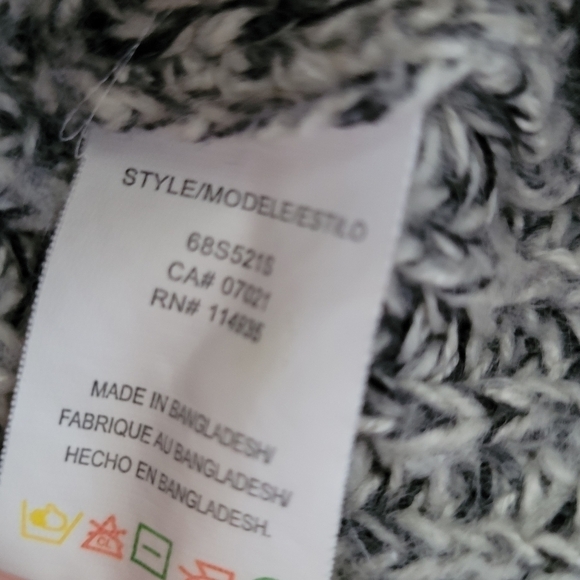 STYLE/MODELE/ESTILO
68S521S
CA# 07021
RN# 114935
MADE IN BANGLADESH/
FABRIQUE AU BANGLADESH/
HECHO EN BANGLADESH.